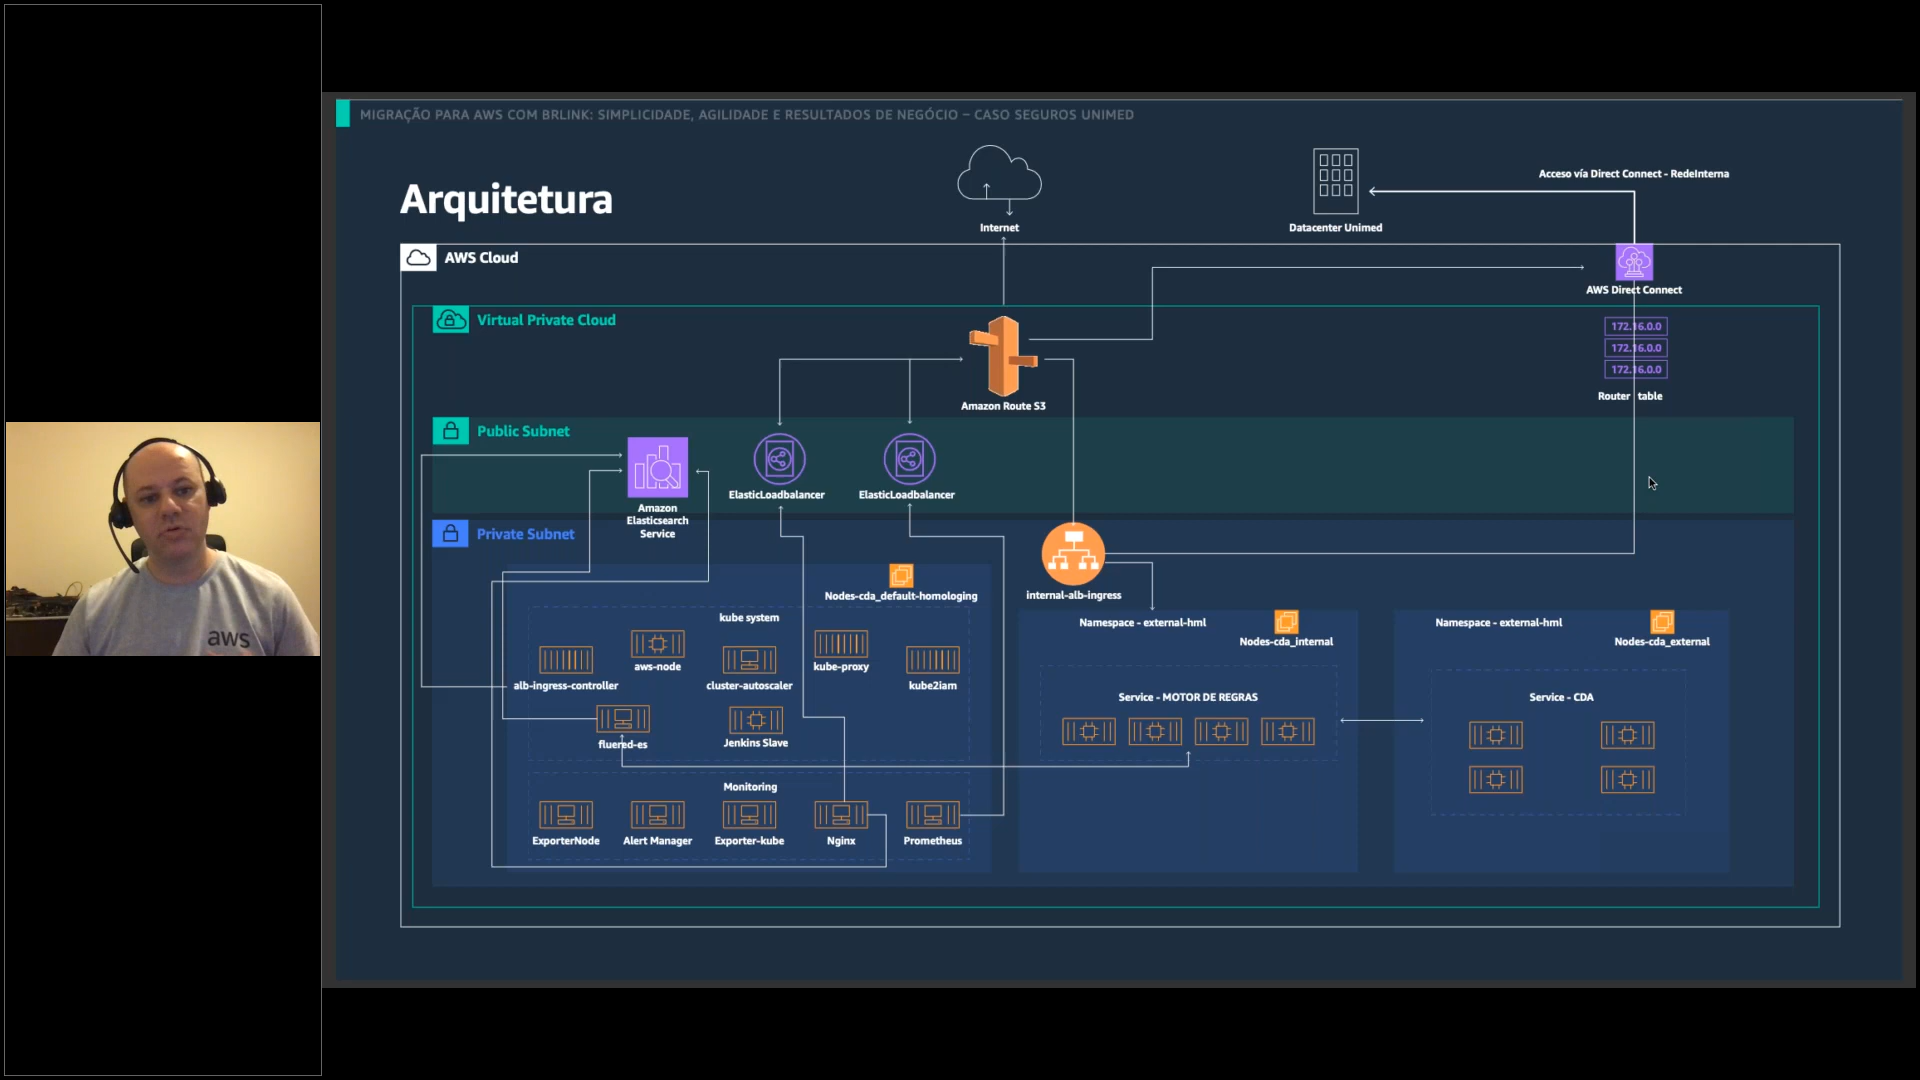 MIGRAÇÃO PARA AWS COM BRLINK: SIMPLICIDADE, AGILIDADE E RESULTADOS DE NEGÓCIO – CASO SEGUROS UNIMED
Arquitetura
Internet
Datacenter Unimed
Acceso vía Direct Connect - RedeInterna
AWS Cloud
AWS Direct Connect
Virtual Private Cloud
172.16.0.0
172.16.0.0
172.16.0.0
Router table
Amazon Route S3
Public Subnet
Amazon
Elasticsearch
Service
ElasticLoadbalancer
ElasticLoadbalancer
Private Subnet
internal-alb-ingress
Nodes-cda_default-homologing
kube system
alb-ingress-controller
aws-node
cluster-autoscaler
kube-proxy
kube2iam
fluered-es
Jenkins Slave
Monitoring
ExporterNode
Alert Manager
Exporter-kube
Nginx
Prometheus
Namespace - external-hml
Nodes-cda_internal
Service - MOTOR DE REGRAS
Namespace - external-hml
Nodes-cda_external
Service - CDA
aws